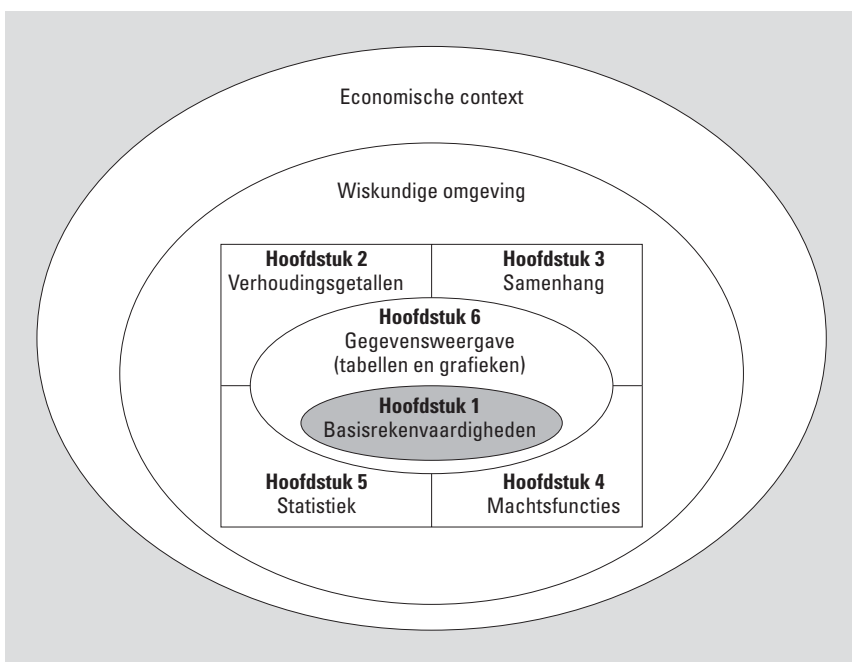 Economische context
Wiskundige omgeving
Hoofdstuk 2
Verhoudingsgetallen
Hoofdstuk 3
Samenhang
Hoofdstuk 6
Gegevensweergave
(tabellen en grafieken)
Hoofdstuk 1
Basisrekenvaardigheden
Hoofdstuk 5
Statistiek
Hoofdstuk 4
Machtsfuncties